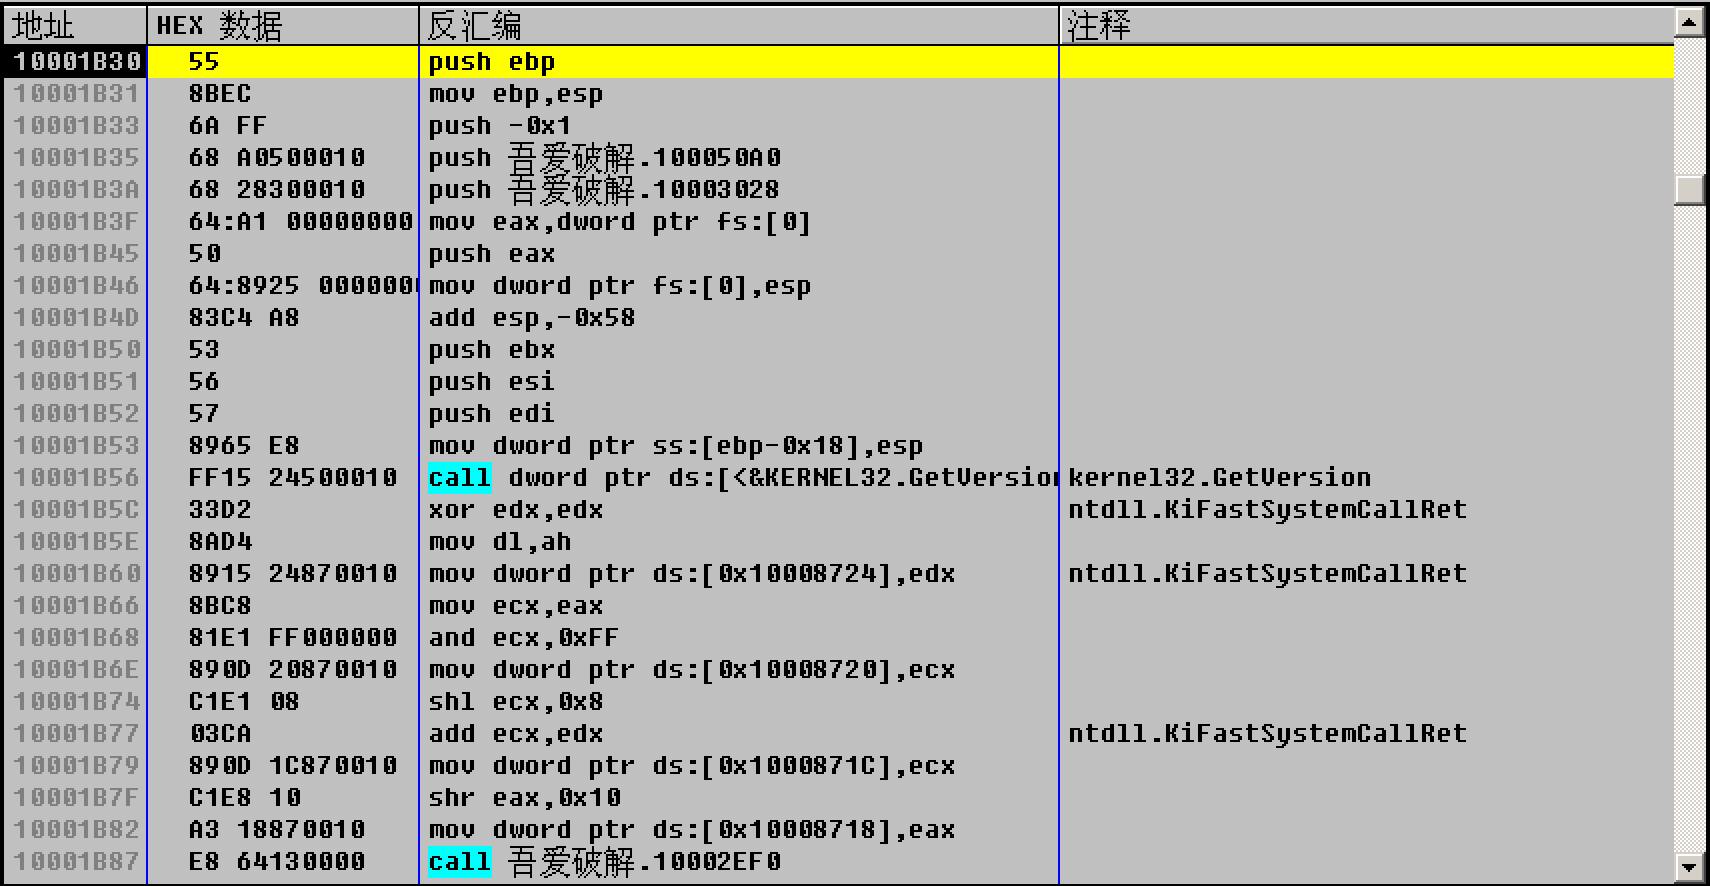 地址 HEX 数据 反汇编 注释
10001B30 55 push ebp
10001B31 8BEC mov ebp,esp
10001B33 6A FF push -0x1
10001B35 68 A0500010 push 吾爱破解.100050A0
10001B3A 68 28300010 push 吾爱破解.10003028
10001B3F 64:A1 00000000 mov eax,dword ptr fs:[0]
10001B45 50 push eax
10001B46 64:8925 000000 mov dword ptr fs:[0],esp
10001B4D 83C4 A8 add esp,-0x58
10001B50 53 push ebx
10001B51 56 push esi
10001B52 57 push edi
10001B53 8965 E8 mov dword ptr ss:[ebp-0x18],esp
10001B56 FF15 24500010 call dword ptr ds:[<&KERNEL32.GetVersion kernel32.GetVersion
10001B5C 33D2 xor edx,edx ntdll.KiFastSystemCallRet
10001B5E 8AD4 mov dl,ah
10001B60 8915 24870010 mov dword ptr ds:[0x10008724],edx ntdll.KiFastSystemCallRet
10001B66 8BC8 mov ecx,eax
10001B68 81E1 FF000000 and ecx,0xFF
10001B6E 890D 20870010 mov dword ptr ds:[0x10008720],ecx
10001B74 C1E1 08 shl ecx,0x8
10001B77 03CA add ecx,edx ntdll.KiFastSystemCallRet
10001B79 890D 1C870010 mov dword ptr ds:[0x1000871C],ecx
10001B7F C1E8 10 shr eax,0x10
10001B82 A3 18870010 mov dword ptr ds:[0x10008718],eax
10001B87 E8 64130000 call 吾爱破解.10002EF0